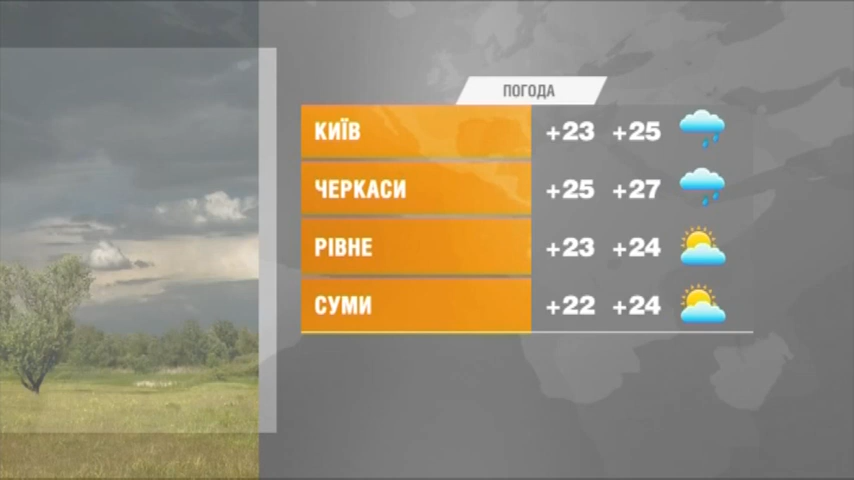 ПОГОДА
КИЇВ +23 +25
ЧЕРКАСИ +25 +27
РІВНЕ +23 +24
СУМИ +22 +24